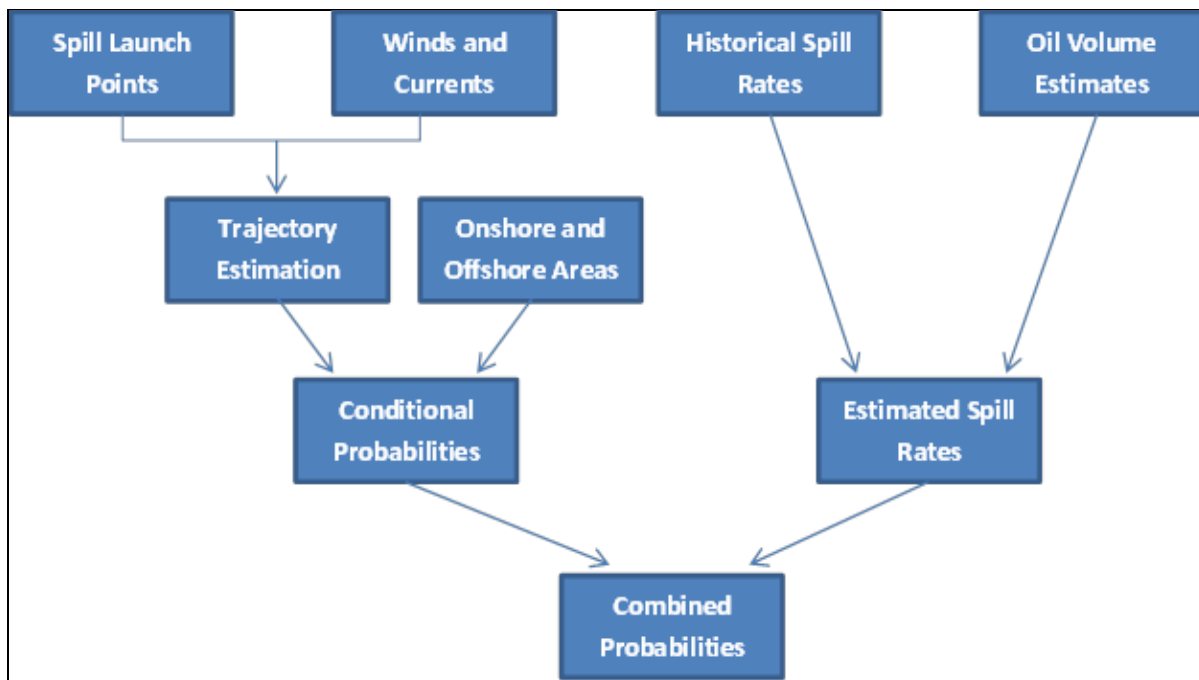 Spill Launch
Points
Winds and
Currents
Historical Spill
Rates
Oil Volume
Estimates
Trajectory
Estimation
Onshore and
Offshore Areas
Conditional
Probabilities
Estimated Spill
Rates
Combined
Probabilities